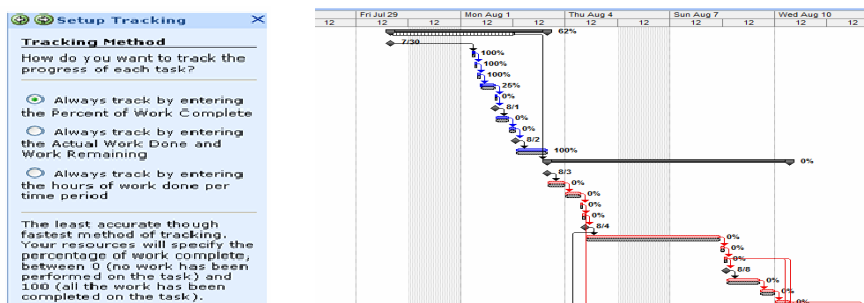 Setup Tracking
Tracking Method
How do you want to track the
progress of each task?
Always track by entering
the Percent of Work Complete
Always track by entering
the Actual Work Done and
Work Remaining
Always track by entering
the hours of work done per
time period
The least accurate though
fastest method of tracking.
Your resources will specify the
percentage of work complete,
between 0 (no work has been
performed on the task) and
100 (all the work has been
completed on the task).
Fri Jul 29 Mon Aug 1 Thu Aug 4 Sun Aug 7 Wed Aug 10
12 12 12 12 12 12 12 12 12 12 12 12 12 12 12
62%
7/30
100%
100%
100%
25%
0%
8/1
0%
0%
8/2
100%
0%
8/3
0%
0%
0%
0%
8/4
0%
0%
0%
8/8
0%
0%
0%